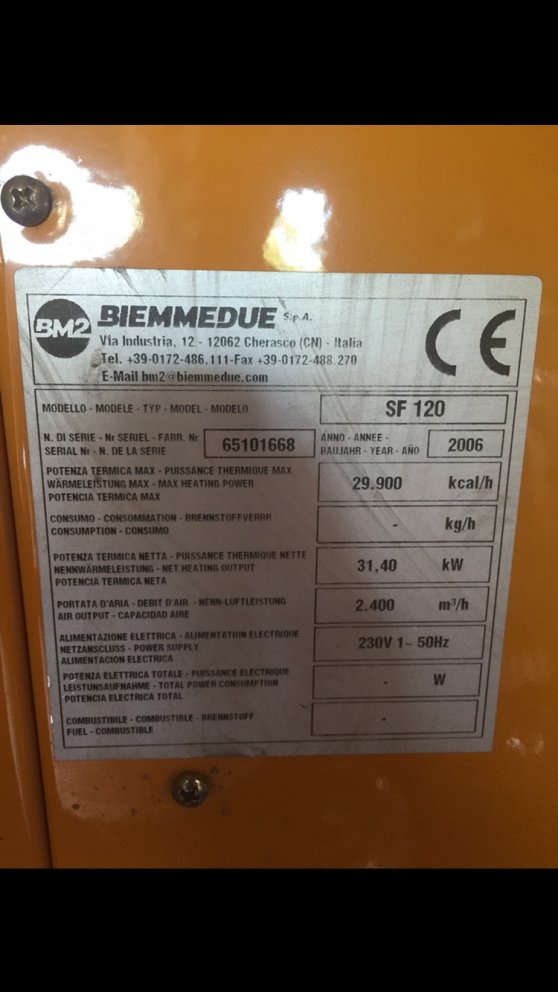 BM2 BIEMMEDUE S.p.A.
Via Industria, 12 - 12062 Cherasco (CN) - Italia
Tel. +39-0172-486.111-Fax +39-0172-488.270
E-Mail bm2@biemmedue.com
CE
MODELLO - MODELE - TYP - MODEL - MODELO
SF 120
N. DI SERIE - Nr SERIEL - FABR. Nr
SERIAL Nr - N. DE LA SERIE
65101668
ANNO - ANNEE -
BAUJAHR - YEAR - AÑO
2006
POTENZA TERMICA MAX - PUISSANCE THERMIQUE MAX
WÄRMELEISTUNG MAX - MAX HEATING POWER
POTENCIA TERMICA MAX
29.900 kcal/h
CONSUMO - CONSOMMATION - BRENNSTOFFVERBR
CONSUMPTION - CONSUMO
- kg/h
POTENZA TERMICA NETTA - PUISSANCE THERMIQUE NETTE
NENNWÄRMELEISTUNG - NET HEATING OUTPUT
POTENCIA TERMICA NETA
31,40 kW
PORTATA D'ARIA - DEBIT D'AIR - NENN-LUFTLEISTUNG
AIR OUTPUT - CAPACIDAD AIRE
2.400 m³/h
ALIMENTAZIONE ELETTRICA - ALIMENTATION ELECTRIQUE
NETZANSCLUSS - POWER SUPPLY
ALIMENTACION ELECTRICA
230V 1~ 50Hz
POTENZA ELETTRICA TOTALE - PUISSANCE ELECTRIQUE
LEISTUNSAUFNAHME - TOTAL POWER CONSUMPTION
POTENCIA ELECTRICA TOTAL
- W
COMBUSTIBILE - COMBUSTIBLE - BRENNSTOFF
FUEL - COMBUSTIBLE
-